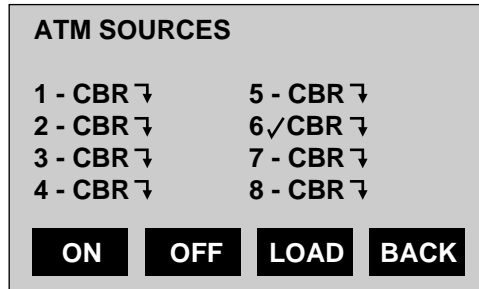 ATM SOURCES
1 - CBR ↴ 5 - CBR ↴
2 - CBR ↴ 6✓CBR ↴
3 - CBR ↴ 7 - CBR ↴
4 - CBR ↴ 8 - CBR ↴
ON OFF LOAD BACK